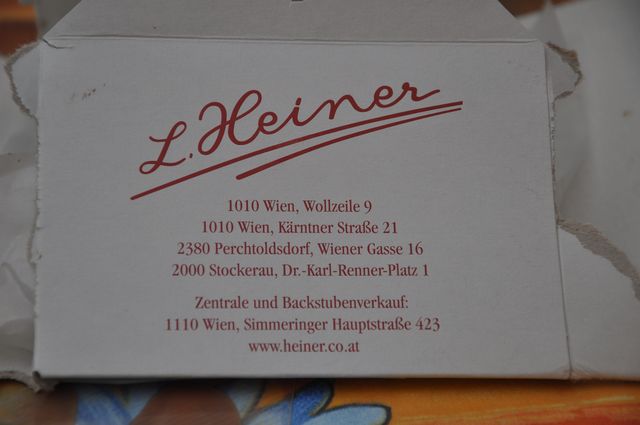 L. Heiner
1010 Wien, Wollzeile 9
1010 Wien, Kärntner Straße 21
2380 Perchtoldsdorf, Wiener Gasse 16
2000 Stockerau, Dr.-Karl-Renner-Platz 1
Zentrale und Backstubenverkauf:
1110 Wien, Simmeringer Hauptstraße 423
www.heiner.co.at